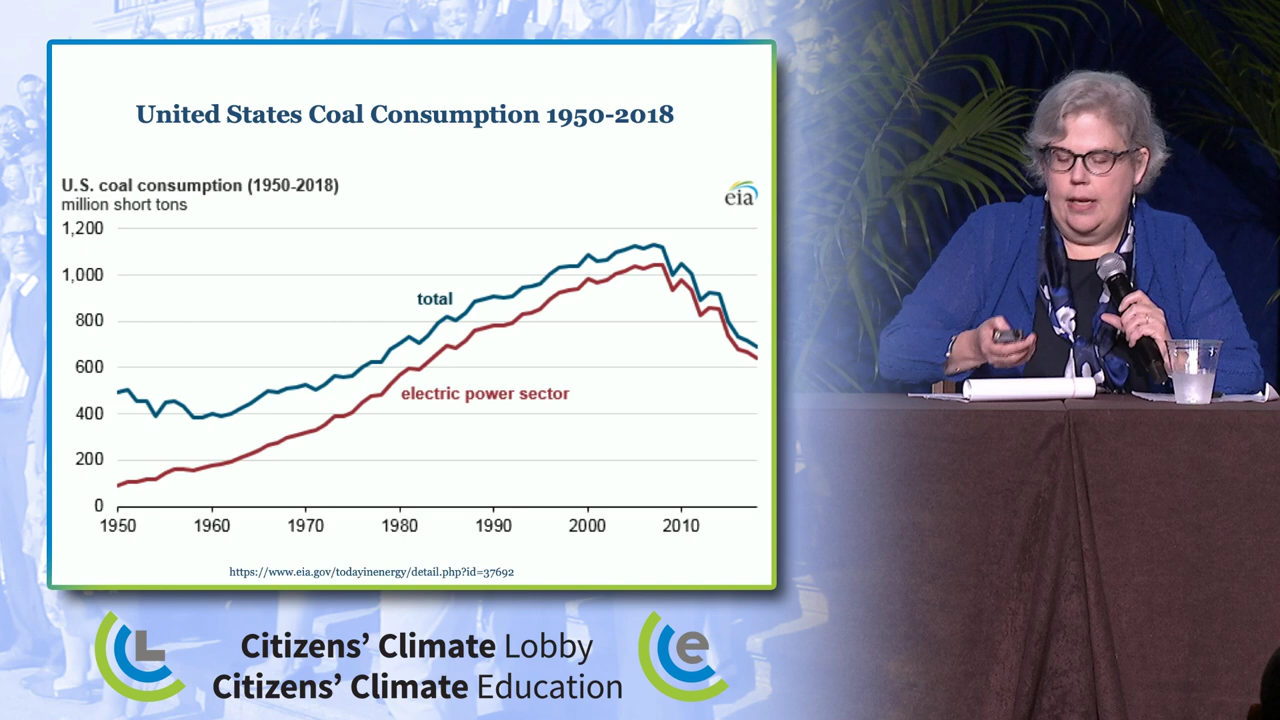 United States Coal Consumption 1950-2018
U.S. coal consumption (1950-2018)
million short tons
eia
1,200
1,000
800
600
400
200
0
total
electric power sector
1950
1960
1970
1980
1990
2000
2010
https://www.eia.gov/todayinenergy/detail.php?id=37692
L
Citizens’ Climate Lobby
Citizens’ Climate Education
e